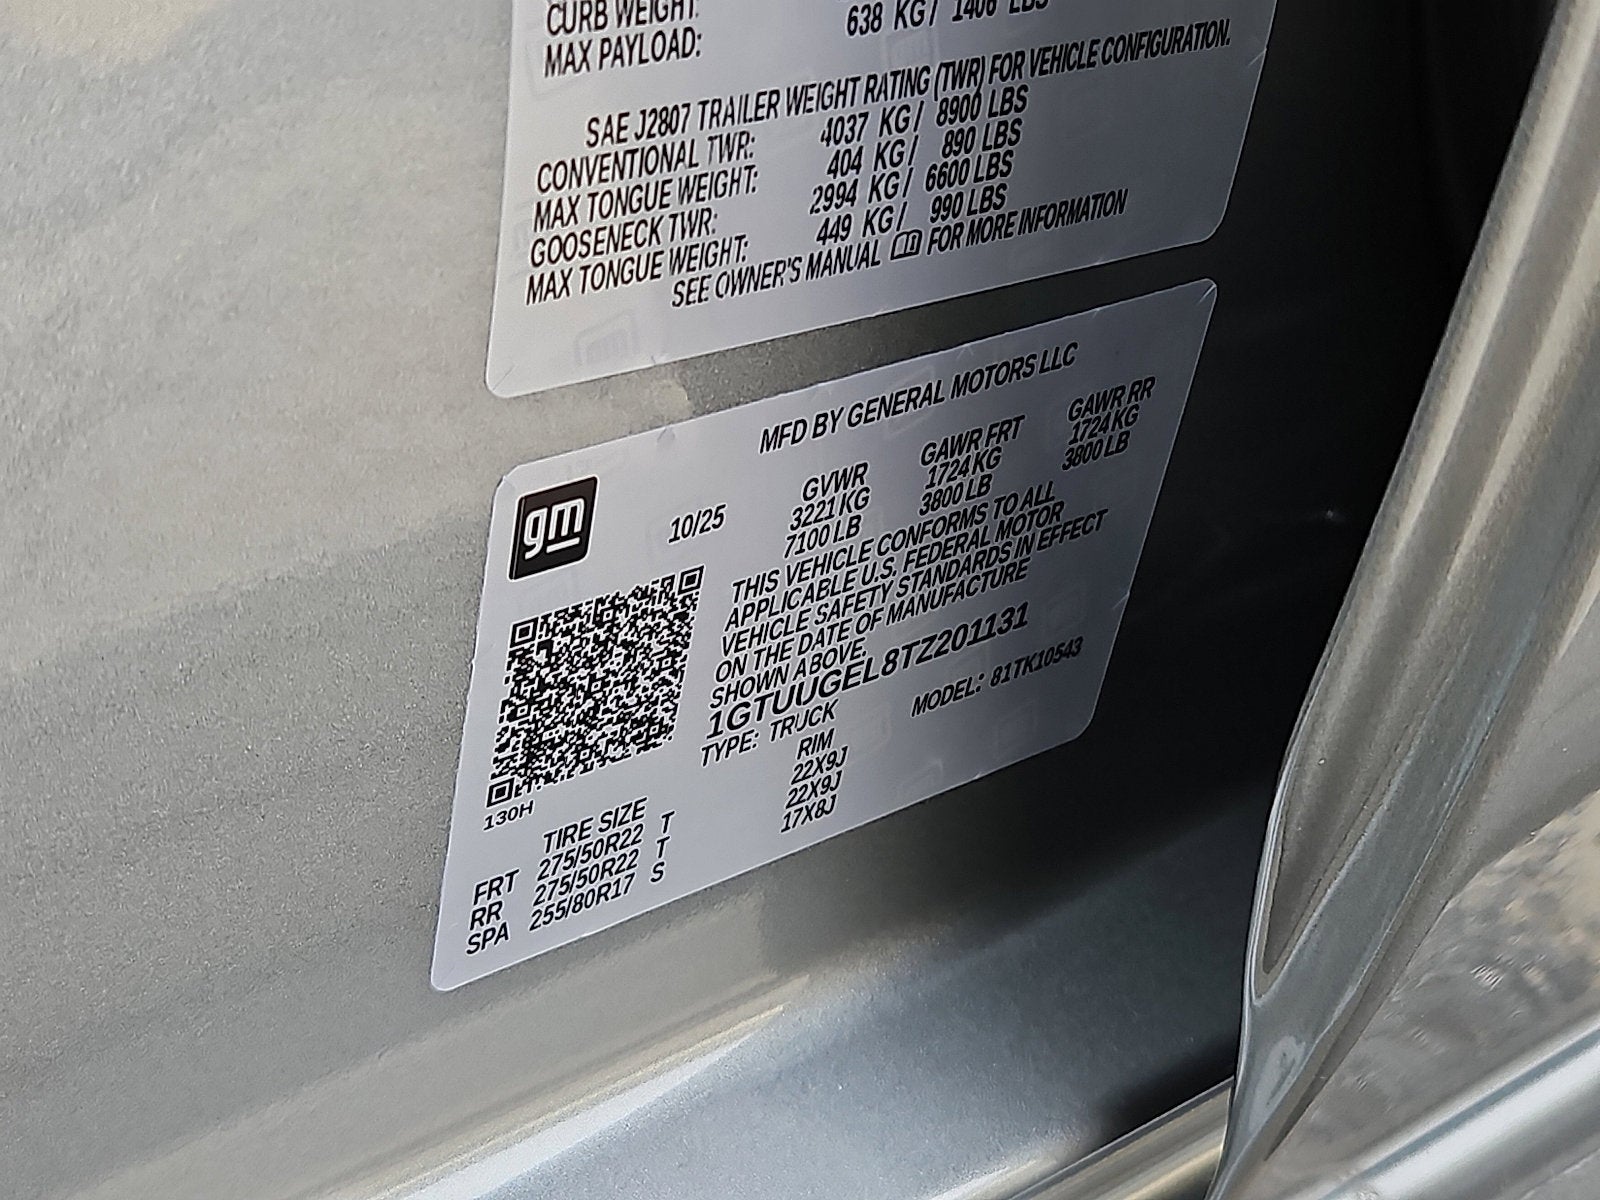 CURB WEIGHT:
MAX PAYLOAD: 638 KG / 1406 LBS
SAE J2807 TRAILER WEIGHT RATING (TWR) FOR VEHICLE CONFIGURATION.
CONVENTIONAL TWR: 4037 KG / 8900 LBS
MAX TONGUE WEIGHT: 404 KG / 890 LBS
GOOSENECK TWR: 2994 KG / 6600 LBS
MAX TONGUE WEIGHT: 449 KG / 990 LBS
SEE OWNER'S MANUAL FOR MORE INFORMATION
MFD BY GENERAL MOTORS LLC
gm
10/25
GVWR GAWR FRT GAWR RR
3221 KG 1724 KG 1724 KG
7100 LB 3800 LB 3800 LB
THIS VEHICLE CONFORMS TO ALL
APPLICABLE U.S. FEDERAL MOTOR
VEHICLE SAFETY STANDARDS IN EFFECT
ON THE DATE OF MANUFACTURE
SHOWN ABOVE.
1GTUUGEL8TZ201131
TYPE: TRUCK MODEL: 81TK10543
130H
TIRE SIZE RIM
FRT 275/50R22 T 22X9J
RR 275/50R22 T 22X9J
SPA 255/80R17 S 17X8J